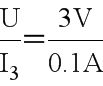 U/I₃ = 3V/0.1A